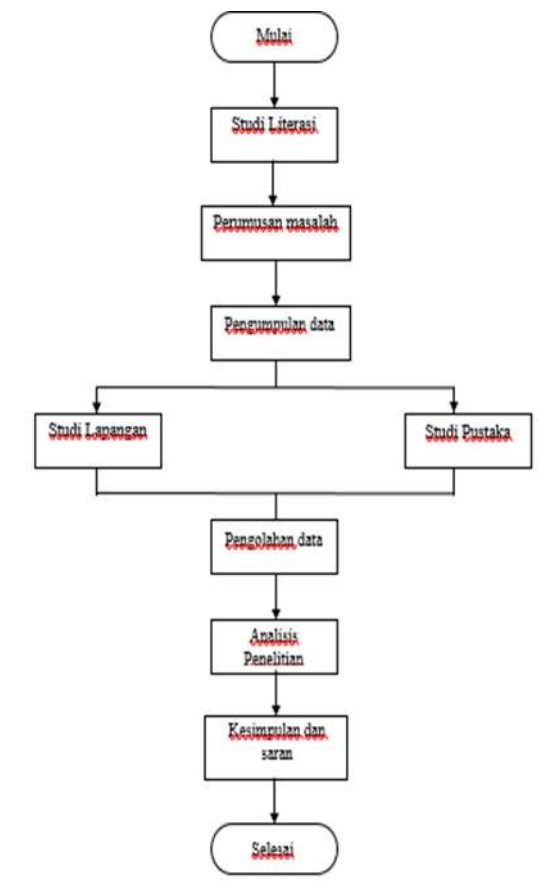 Mulai
Studi Literasi
Perumusan masalah
Pengumpulan data
Studi Lapangan
Studi Pustaka
Pengolahan data
Analisis
Penelitian
Kesimpulan dan
saran
Selesai